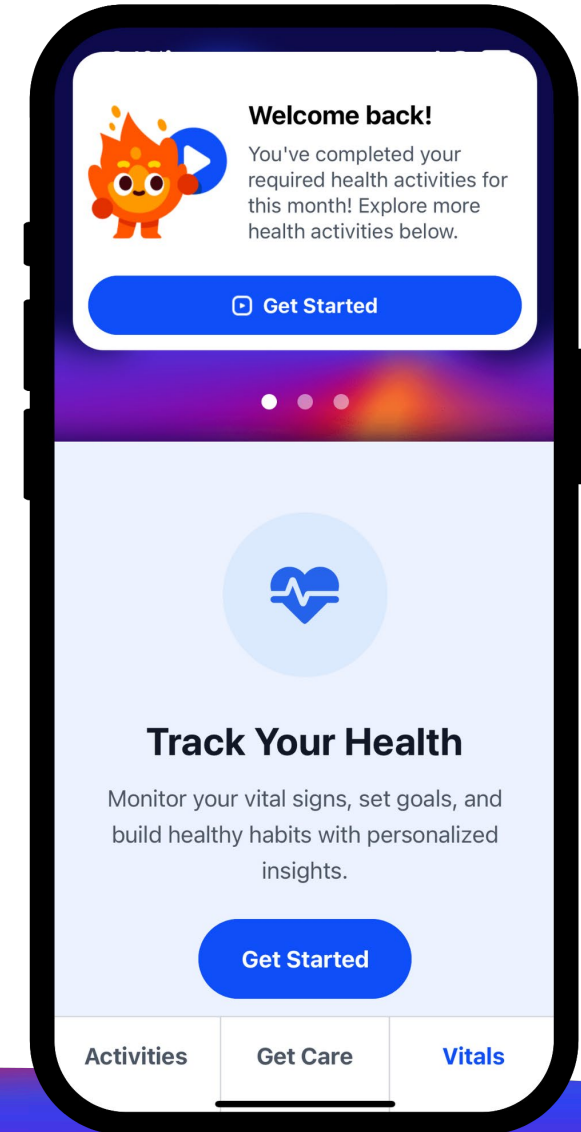 Welcome back!
You've completed your
required health activities for
this month! Explore more
health activities below.
Get Started
Track Your Health
Monitor your vital signs, set goals, and
build healthy habits with personalized
insights.
Get Started
Activities
Get Care
Vitals